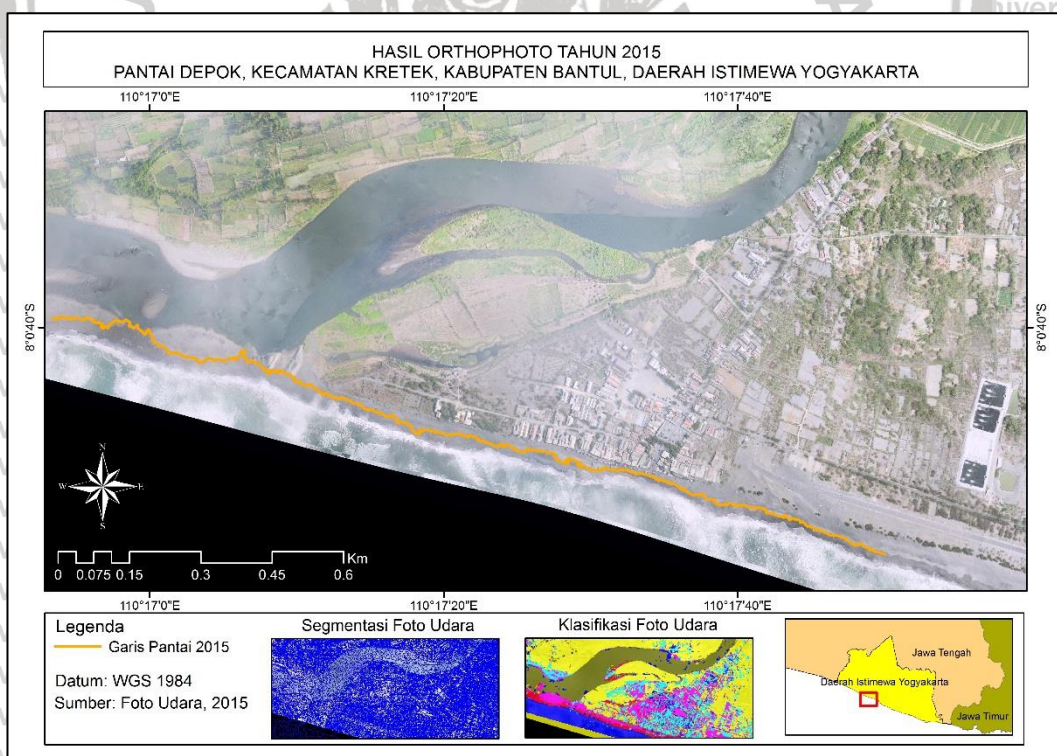 HASIL ORTHOPHOTO TAHUN 2015
PANTAI DEPOK, KECAMATAN KRETEK, KABUPATEN BANTUL, DAERAH ISTIMEWA YOGYAKARTA
110°17'0"E 110°17'20"E 110°17'40"E
8°0'40"S
8°0'40"S
N
W E
S
0 0.075 0.15 0.3 0.45 0.6 Km
110°17'0"E 110°17'20"E 110°17'40"E
Legenda
Garis Pantai 2015
Datum: WGS 1984
Sumber: Foto Udara, 2015
Segmentasi Foto Udara
Klasifikasi Foto Udara
Jawa Tengah
Daerah Istimewa Yogyakarta
Jawa Timur